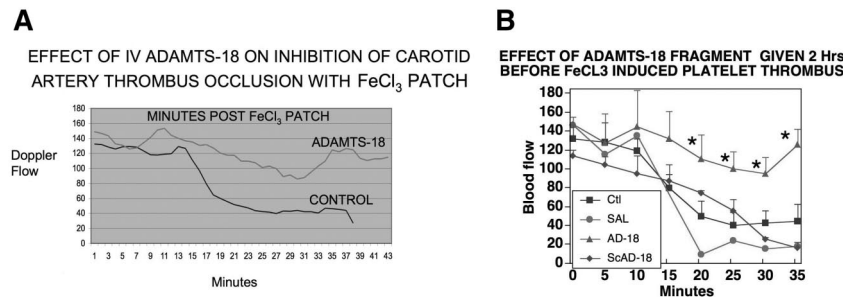 A
EFFECT OF IV ADAMTS-18 ON INHIBITION OF CAROTID
ARTERY THROMBUS OCCLUSION WITH FeCl3 PATCH
MINUTES POST FeCl3 PATCH
ADAMTS-18
CONTROL
Doppler
Flow
180
160
140
120
100
80
60
40
20
0
1 3 5 7 9 11 13 15 17 19 21 23 25 27 29 31 33 35 37 39 41 43
Minutes
B
EFFECT OF ADAMTS-18 FRAGMENT GIVEN 2 Hrs
BEFORE FeCL3 INDUCED PLATELET THROMBUS
Blood flow
180
160
140
120
100
80
60
40
20
0
* * * *
Ctl
SAL
AD-18
ScAD-18
0 5 10 15 20 25 30 35
Minutes